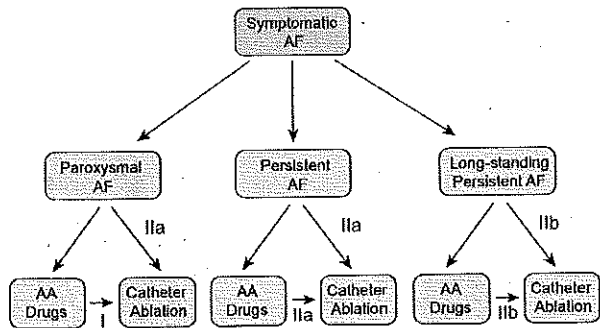 Symptomatic
AF
Paroxysmal
AF
Persistent
AF
Long-standing
Persistent AF
IIa
IIa
IIb
AA
Drugs
I
Catheter
Ablation
AA
Drugs
IIa
Catheter
Ablation
AA
Drugs
IIb
Catheter
Ablation